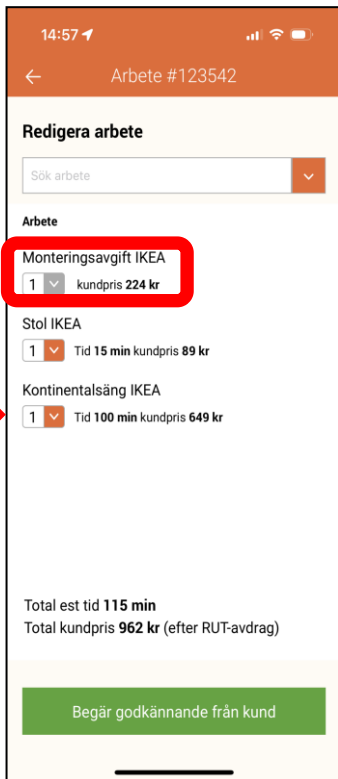 14:57
Arbete #123542
Redigera arbete
Sök arbete
Arbete
Monteringsavgift IKEA
1 kundpris 224 kr
Stol IKEA
1 Tid 15 min kundpris 89 kr
Kontinentalsäng IKEA
1 Tid 100 min kundpris 649 kr
Total est tid 115 min
Total kundpris 962 kr (efter RUT-avdrag)
Begär godkännande från kund